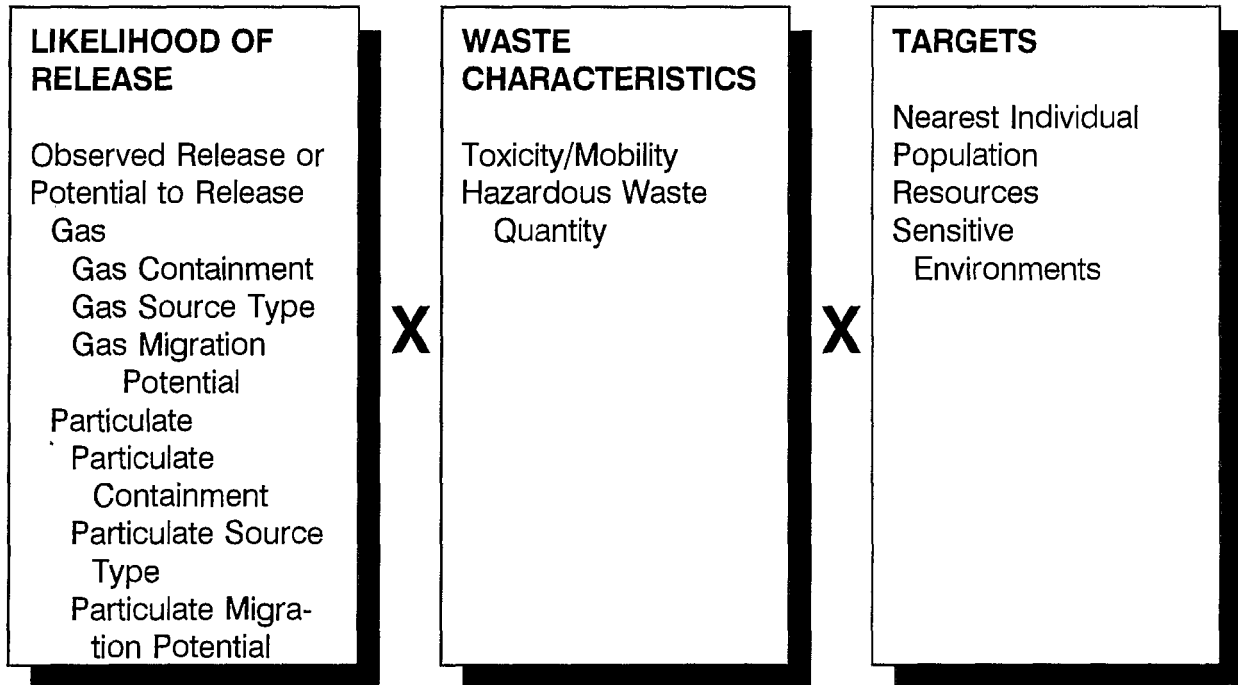 LIKELIHOOD OF
RELEASE
Observed Release or
Potential to Release
Gas
Gas Containment
Gas Source Type
Gas Migration
Potential
Particulate
Particulate
Containment
Particulate Source
Type
Particulate Migra-
tion Potential
X
WASTE
CHARACTERISTICS
Toxicity/Mobility
Hazardous Waste
Quantity
X
TARGETS
Nearest Individual
Population
Resources
Sensitive
Environments